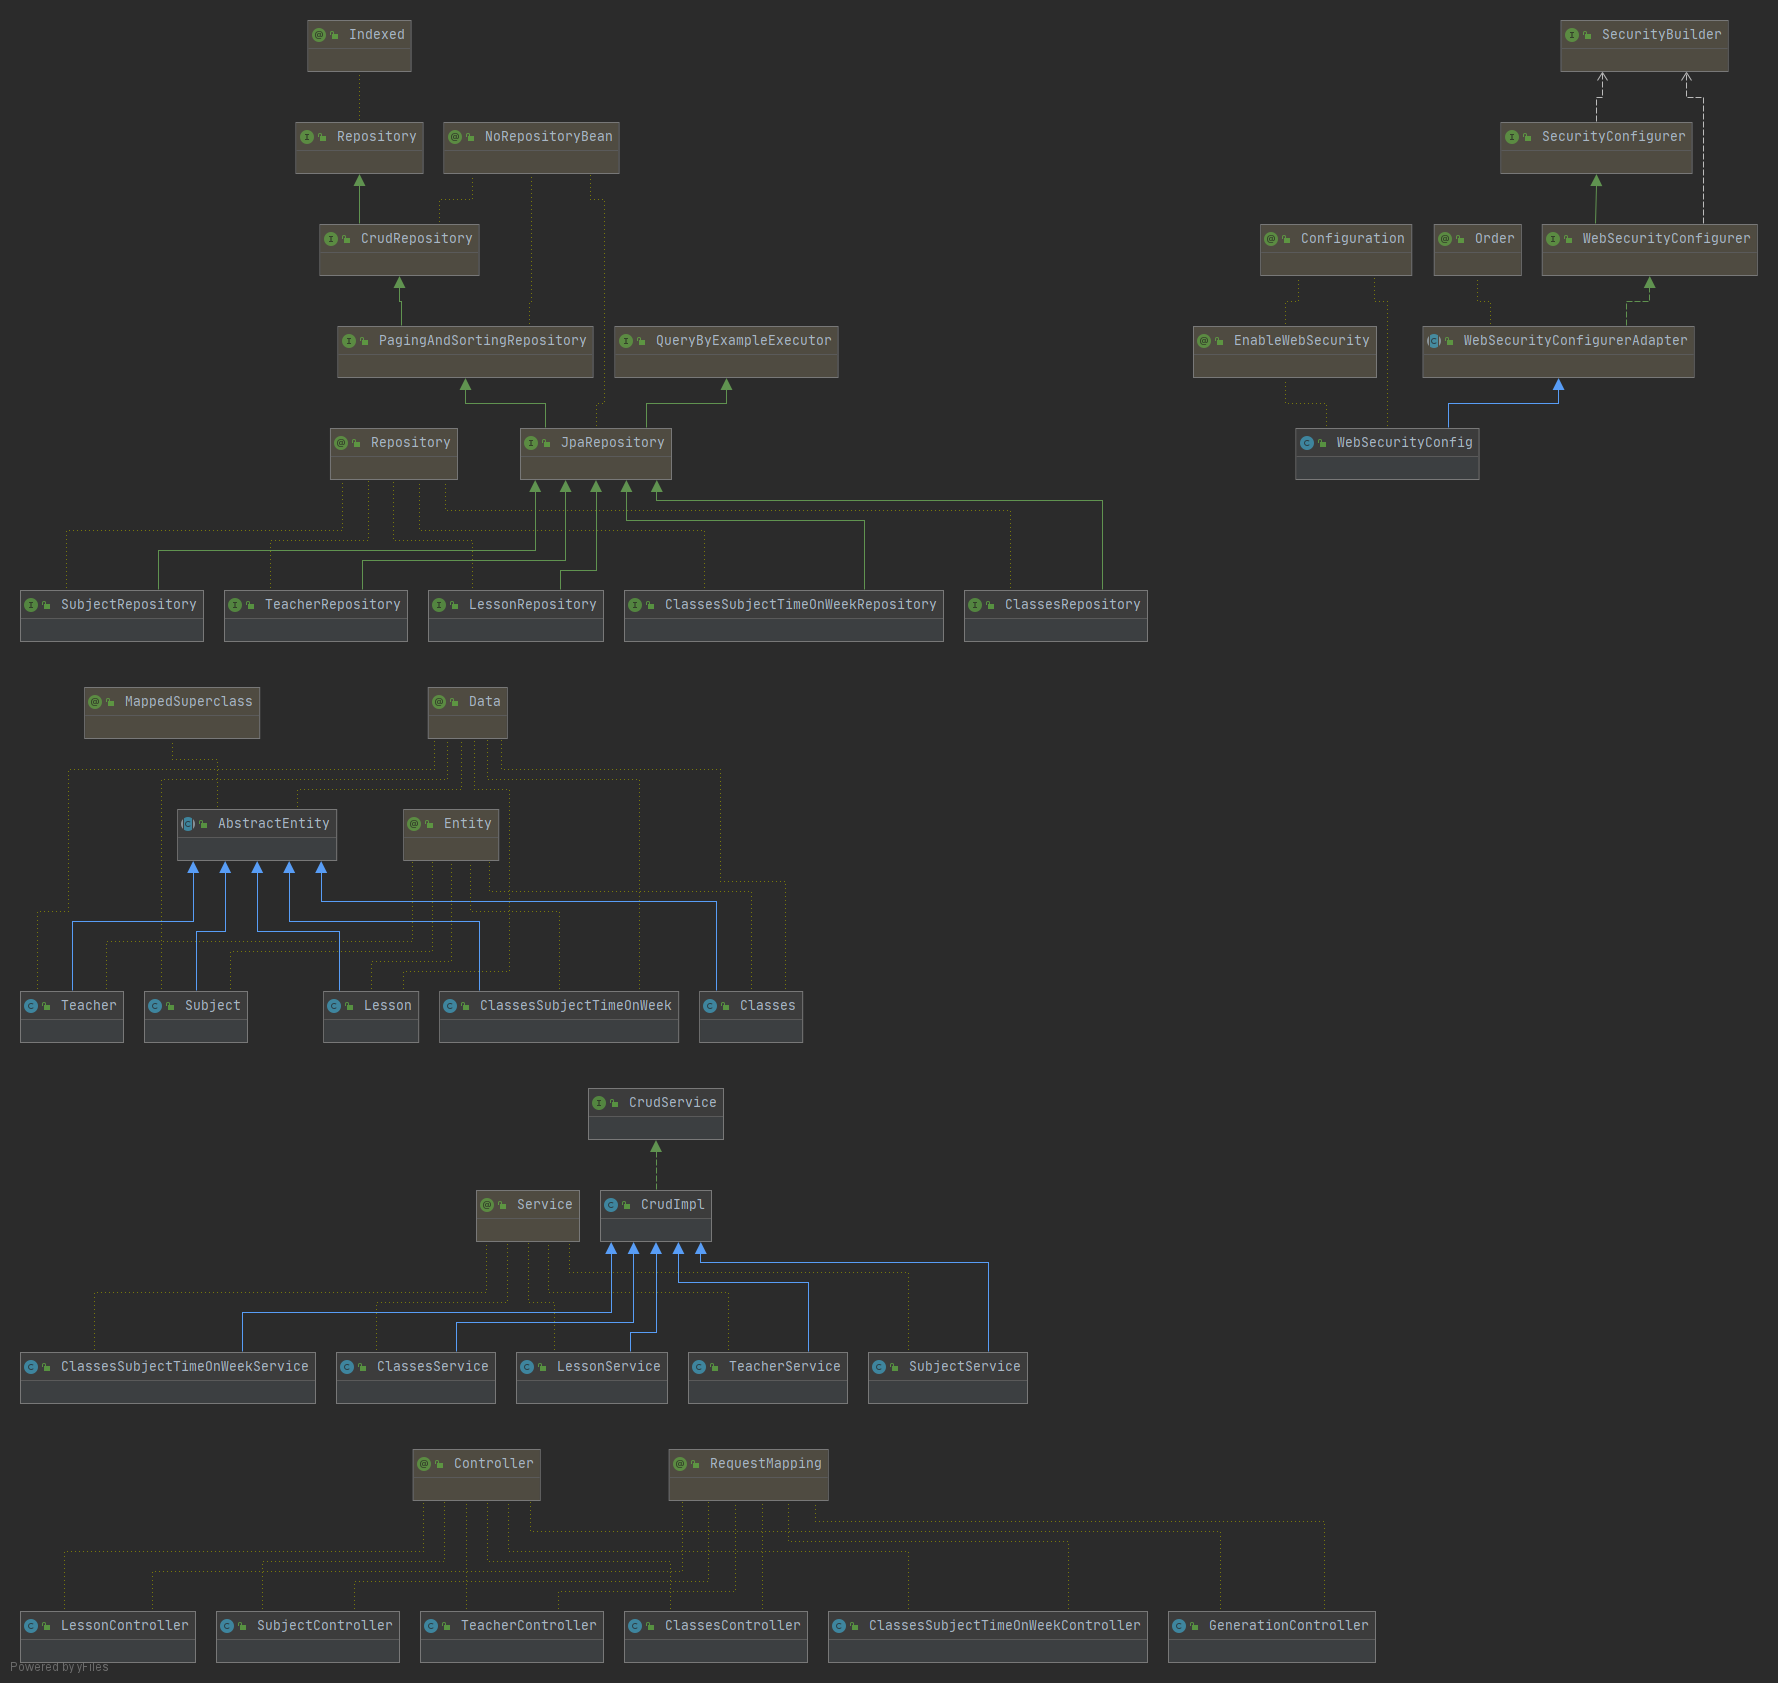 Indexed
SecurityBuilder
Repository
NoRepositoryBean
SecurityConfigurer
CrudRepository
Configuration
Order
WebSecurityConfigurer
PagingAndSortingRepository
QueryByExampleExecutor
EnableWebSecurity
WebSecurityConfigurerAdapter
Repository
JpaRepository
WebSecurityConfig
SubjectRepository
TeacherRepository
LessonRepository
ClassesSubjectTimeOnWeekRepository
ClassesRepository
MappedSuperclass
Data
AbstractEntity
Entity
Teacher
Subject
Lesson
ClassesSubjectTimeOnWeek
Classes
CrudService
Service
CrudImpl
ClassesSubjectTimeOnWeekService
ClassesService
LessonService
TeacherService
SubjectService
Controller
RequestMapping
LessonController
SubjectController
TeacherController
ClassesController
ClassesSubjectTimeOnWeekController
GenerationController
Powered by yFiles